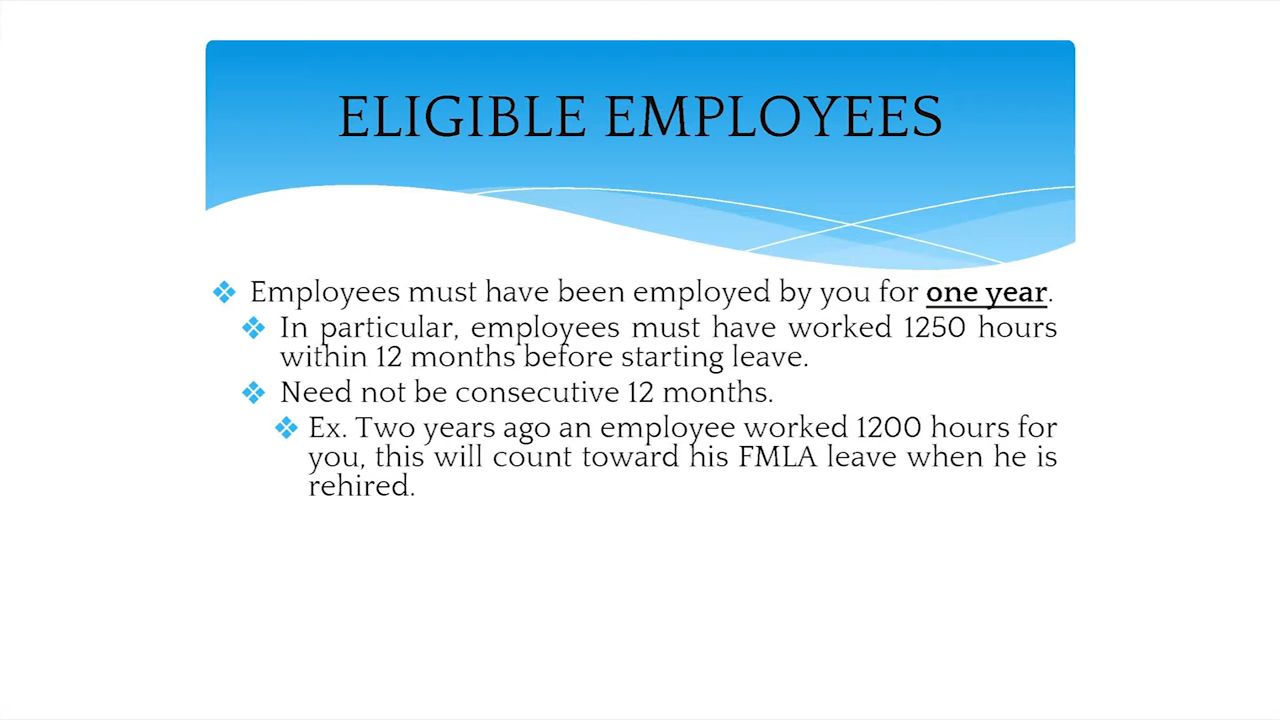 ELIGIBLE EMPLOYEES
Employees must have been employed by you for one year.
In particular, employees must have worked 1250 hours
within 12 months before starting leave.
Need not be consecutive 12 months.
Ex. Two years ago an employee worked 1200 hours for
you, this will count toward his FMLA leave when he is
rehired.